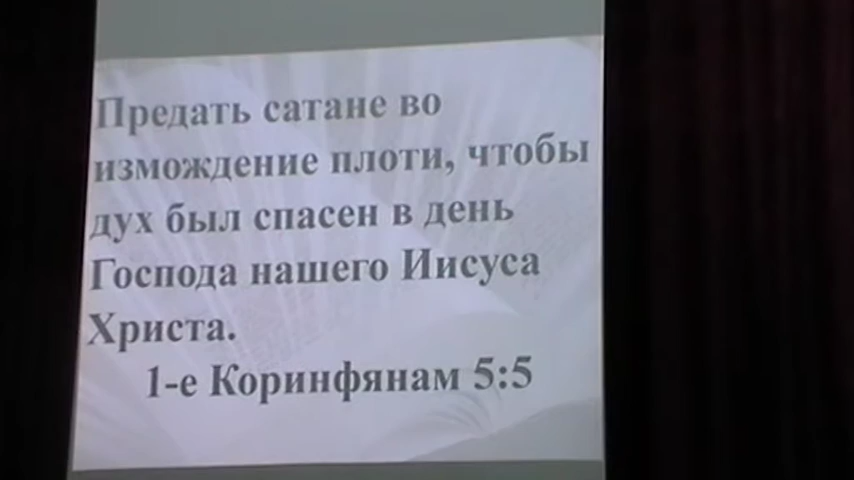 Предать сатане во
измождение плоти, чтобы
дух был спасен в день
Господа нашего Иисуса
Христа.
1-е Коринфянам 5:5